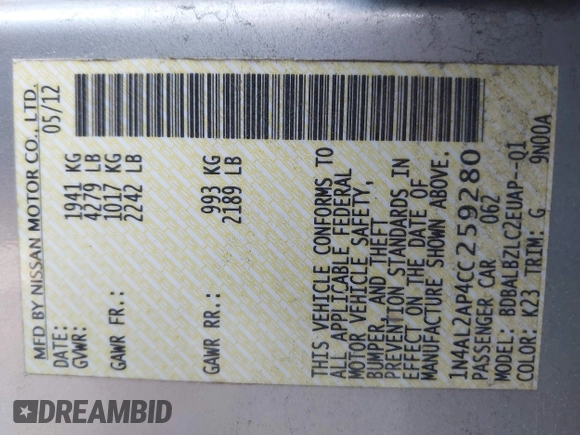 MFD BY NISSAN MOTOR CO., LTD.
DATE: 05/12
GVWR: 1941 KG
4279 LB
GAWR FR.: 1017 KG
2242 LB
GAWR RR.: 993 KG
2189 LB
THIS VEHICLE CONFORMS TO
ALL APPLICABLE FEDERAL
MOTOR VEHICLE SAFETY,
BUMPER, AND THEFT
PREVENTION STANDARDS IN
EFFECT ON THE DATE OF
MANUFACTURE SHOWN ABOVE.
1N4AL2AP4CC259280
PASSENGER CAR 062
MODEL: BDBALBZLC2EUAP--Q1
COLOR: K23 TRIM: G 9N00A
DREAMBID